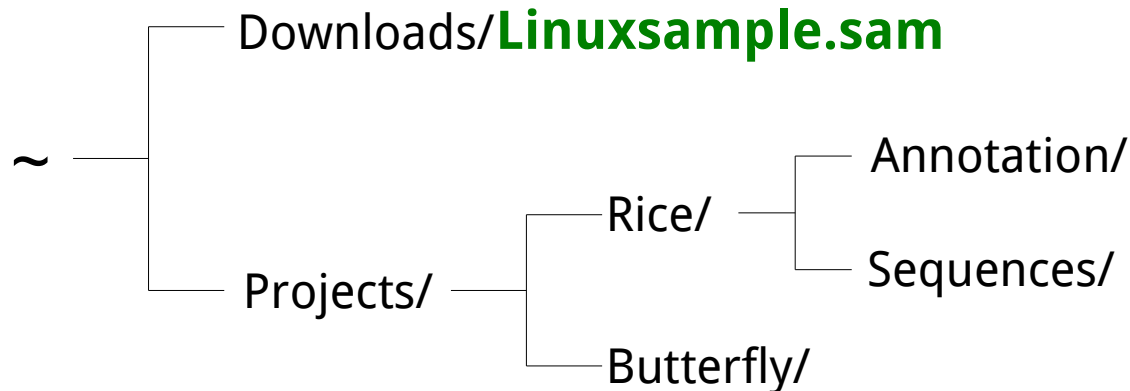 Downloads/Linuxsample.sam
~
Annotation/
Rice/
Sequences/
Projects/
Butterfly/